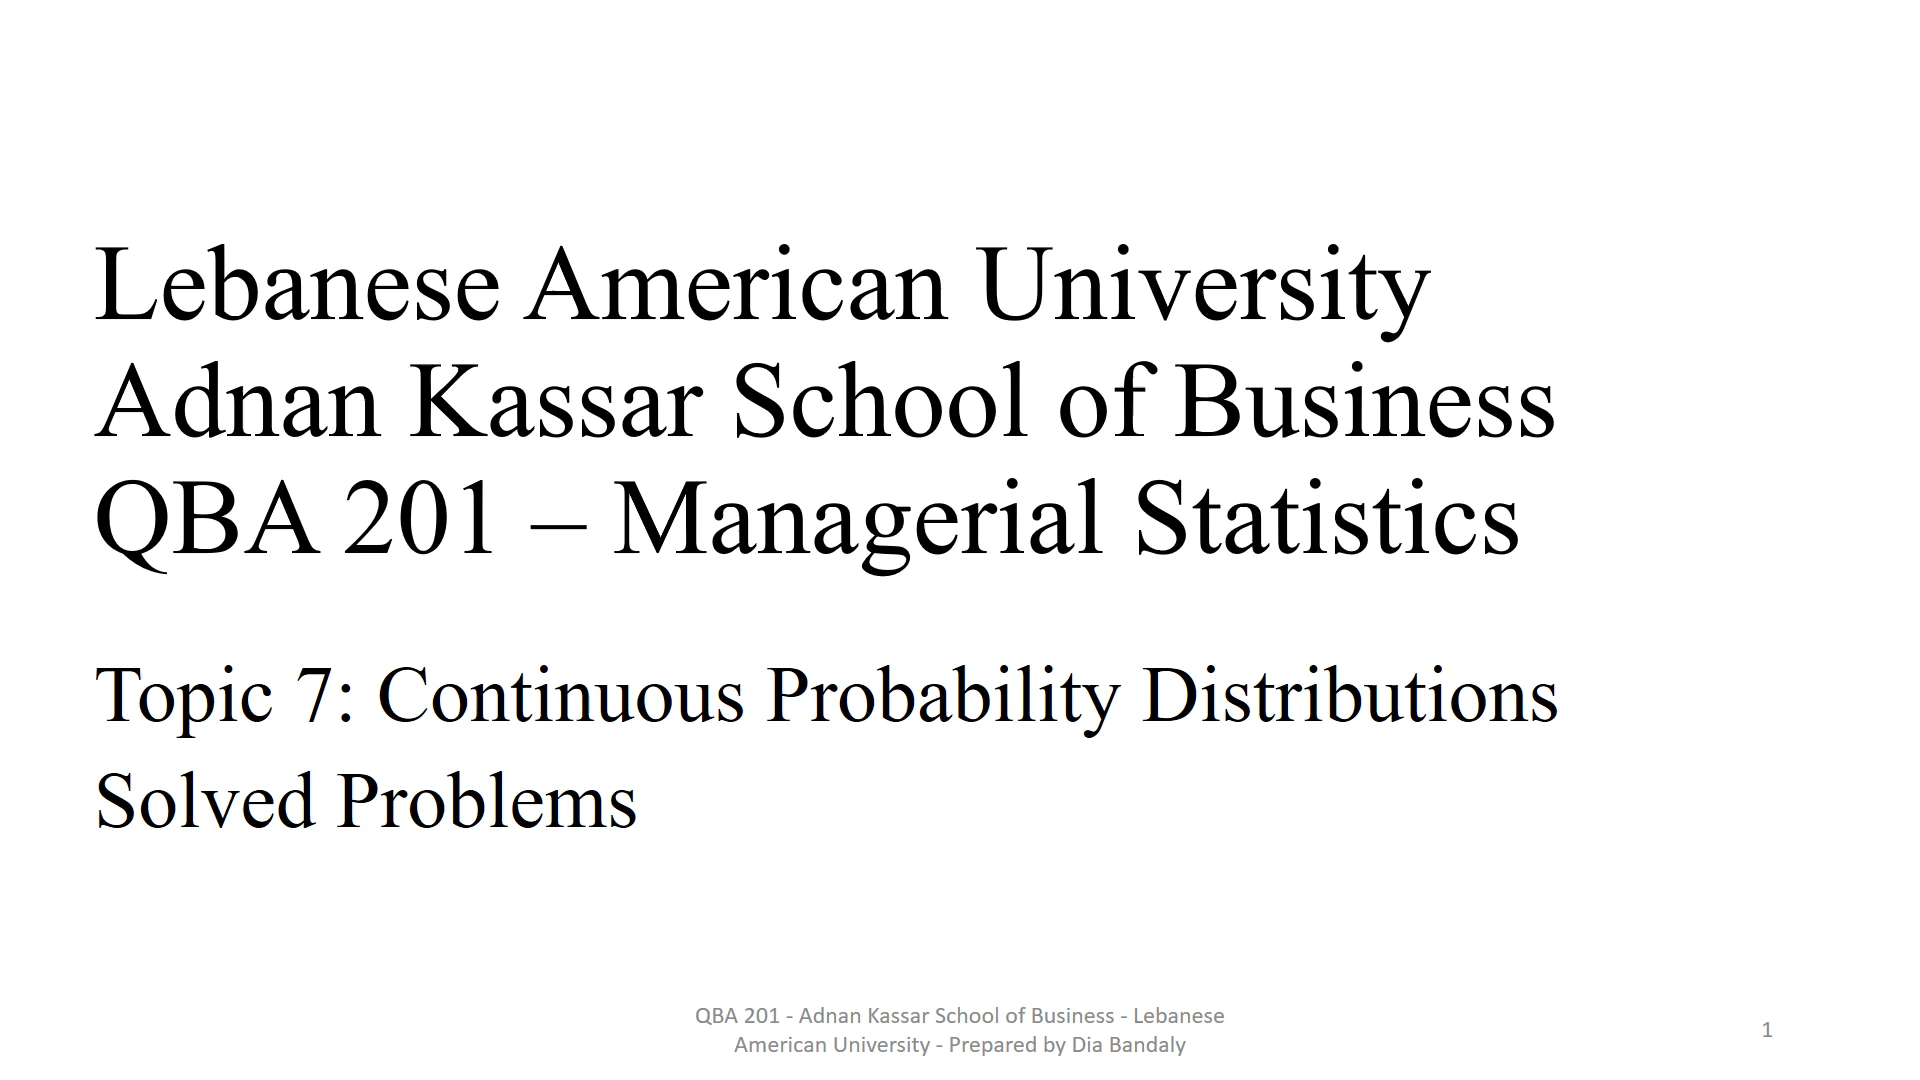 Lebanese American University
Adnan Kassar School of Business
QBA 201 – Managerial Statistics
Topic 7: Continuous Probability Distributions
Solved Problems
QBA 201 - Adnan Kassar School of Business - Lebanese
American University - Prepared by Dia Bandaly
1